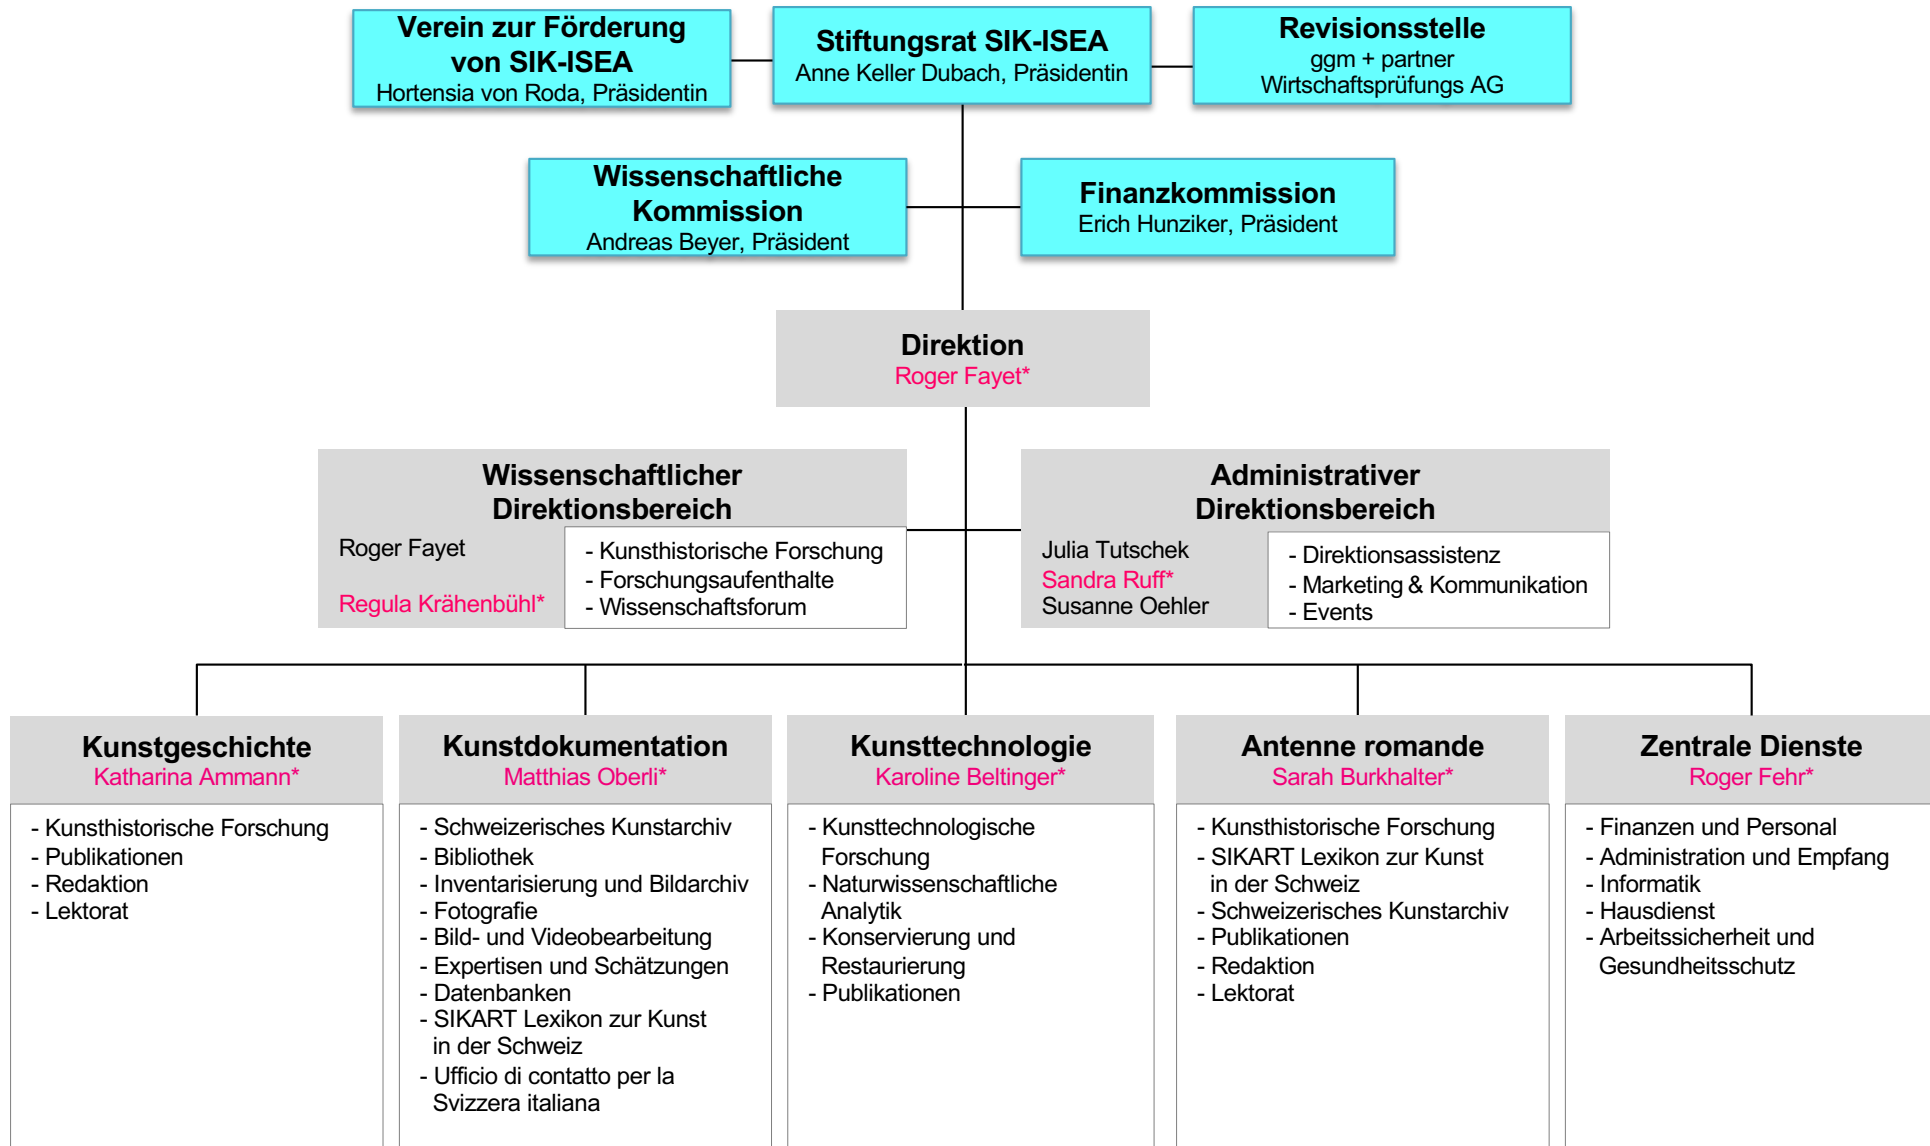 Verein zur Förderung
von SIK-ISEA
Hortensia von Roda, Präsidentin
Stiftungsrat SIK-ISEA
Anne Keller Dubach, Präsidentin
Revisionsstelle
ggm + partner
Wirtschaftsprüfungs AG
Wissenschaftliche
Kommission
Andreas Beyer, Präsident
Finanzkommission
Erich Hunziker, Präsident
Direktion
Roger Fayet*
Wissenschaftlicher
Direktionsbereich
Roger Fayet
Regula Krähenbühl*
- Kunsthistorische Forschung
- Forschungsaufenthalte
- Wissenschaftsforum
Administrativer
Direktionsbereich
Julia Tutschek
Sandra Ruff*
Susanne Oehler
- Direktionsassistenz
- Marketing & Kommunikation
- Events
Kunstgeschichte
Katharina Ammann*
- Kunsthistorische Forschung
- Publikationen
- Redaktion
- Lektorat
Kunstdokumentation
Matthias Oberli*
- Schweizerisches Kunstarchiv
- Bibliothek
- Inventarisierung und Bildarchiv
- Fotografie
- Bild- und Videobearbeitung
- Expertisen und Schätzungen
- Datenbanken
- SIKART Lexikon zur Kunst
in der Schweiz
- Ufficio di contatto per la
Svizzera italiana
Kunsttechnologie
Karoline Beltinger*
- Kunsttechnologische
Forschung
- Naturwissenschaftliche
Analytik
- Konservierung und
Restaurierung
- Publikationen
Antenne romande
Sarah Burkhalter*
- Kunsthistorische Forschung
- SIKART Lexikon zur Kunst
in der Schweiz
- Schweizerisches Kunstarchiv
- Publikationen
- Redaktion
- Lektorat
Zentrale Dienste
Roger Fehr*
- Finanzen und Personal
- Administration und Empfang
- Informatik
- Hausdienst
- Arbeitssicherheit und
Gesundheitsschutz